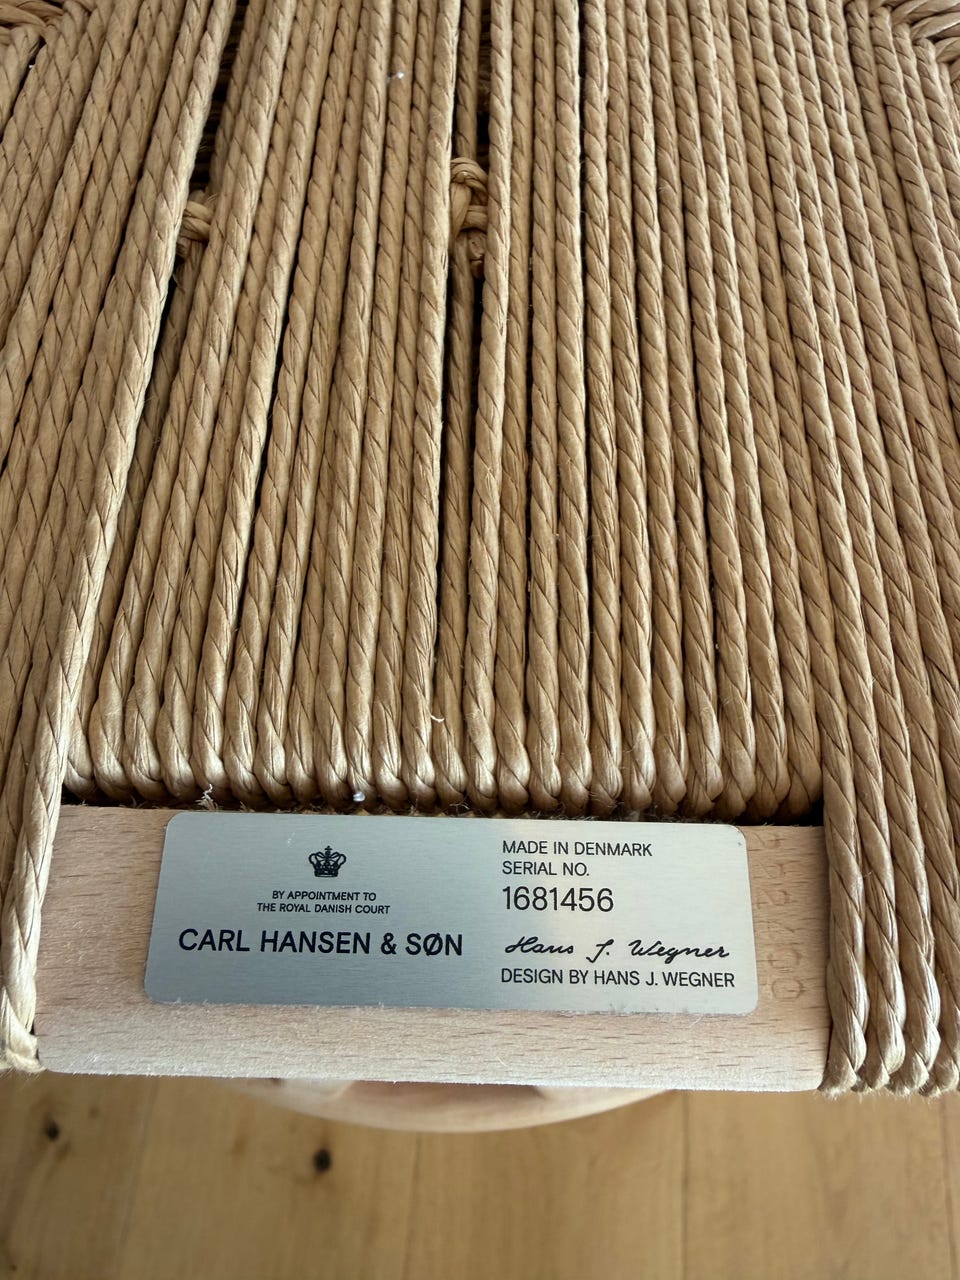 BY APPOINTMENT TO
THE ROYAL DANISH COURT
CARL HANSEN & SØN
MADE IN DENMARK
SERIAL NO.
1681456
Hans J. Wegner
DESIGN BY HANS J. WEGNER